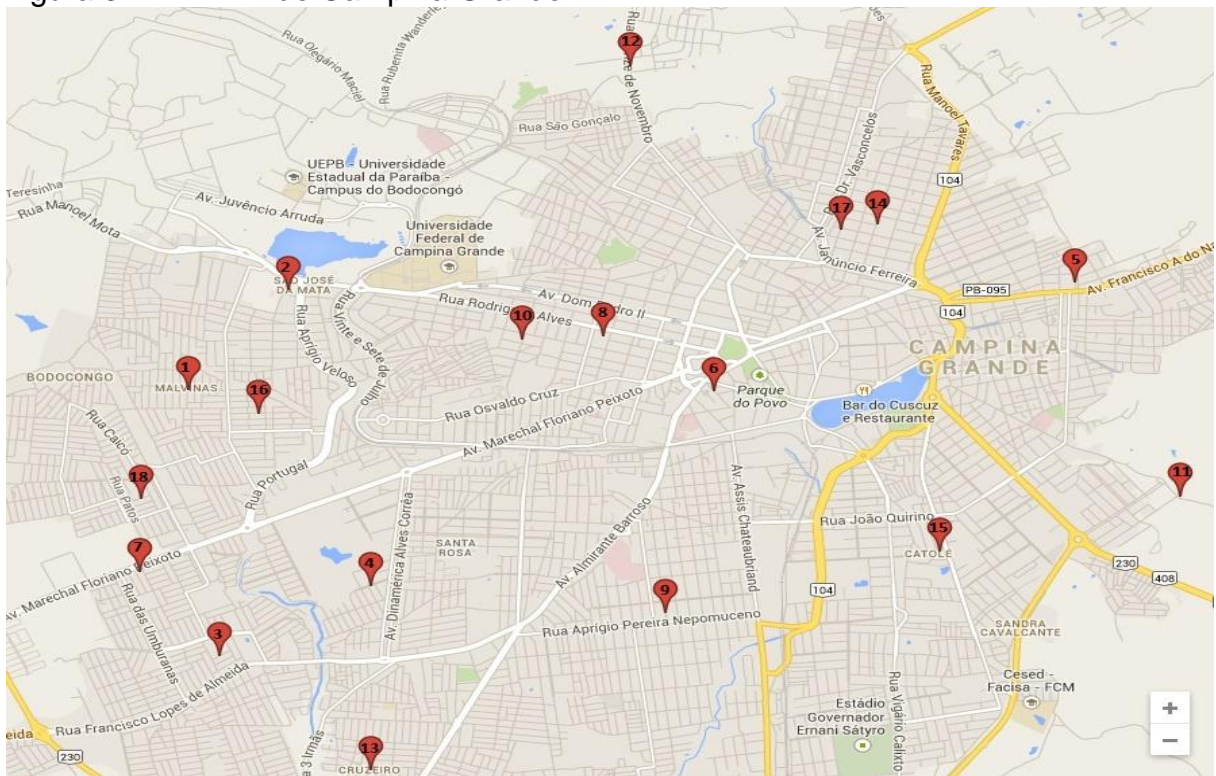 12
Rua Olegário Maciel
Rua Rubenita Wanderley
ze de Novembro
Rua São Gonçalo
Rua Manoel Tavares
Dr. Vasconcelos
UEPB - Universidade
Estadual da Paraíba -
Campus do Bodocongó
104
Teresinha
Rua Manoel Mota
Av. Juvêncio Arruda
17
14
Universidade
Federal de
Campina Grande
Av. Janúncio Ferreira
2
SÃO JOSÉ
DA MATA
5
PB-095
Av. Francisco A do Na
Rua Aprígio Veloso
Rua Vinte e Sete de Julho
Rua Rodrigues Alves
Av. Dom Pedro II
10
8
104
CAMPINA
GRANDE
1
BODOCONGO
MALVINAS
16
6
Parque
do Povo
Bar do Cuscuz
e Restaurante
Rua Osvaldo Cruz
Av. Marechal Floriano Peixoto
Rua Caicó
18
Rua Patos
Rua Portugal
11
Av. Assis Chateaubriand
Rua João Quirino
15
CATOLÉ
7
Av. Marechal Floriano Peixoto
SANTA
ROSA
Av. Dinamérica Alves Corrêa
Av. Almirante Barroso
4
230
408
104
9
Rua Aprígio Pereira Nepomuceno
Rua das Umburanas
3
SANDRA
CAVALCANTE
Rua Francisco Lopes de Almeida
Cesed -
Facisa - FCM
Estádio
Governador
Ernani Sátyro
Rua Vigário Calixto
eida
230
a 3 Irmãs
13
CRUZEIRO
+
−